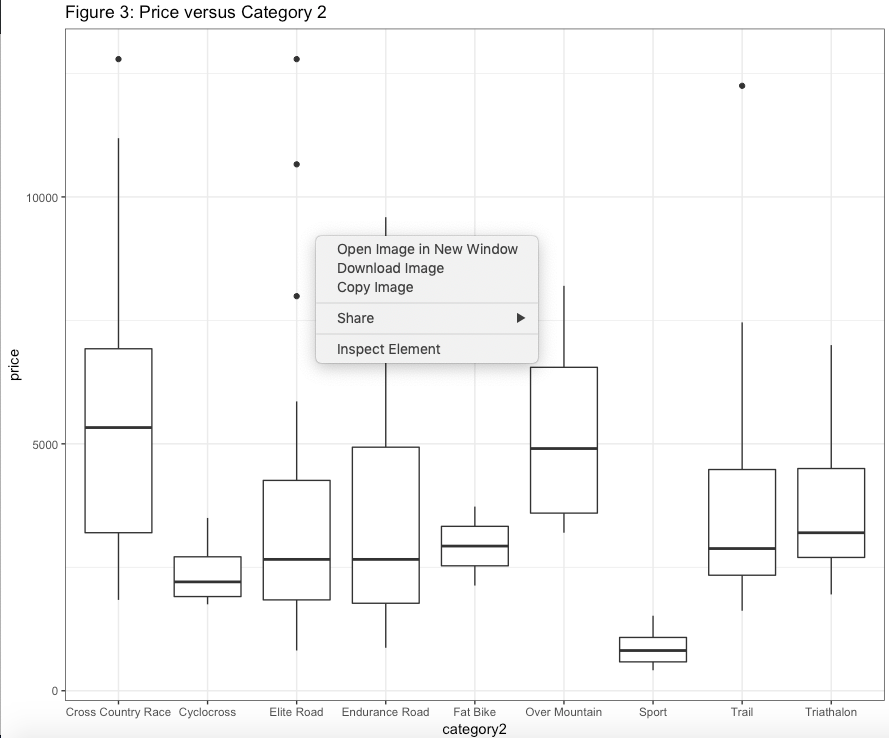 Figure 3: Price versus Category 2
10000
Open Image in New Window
Download Image
Copy Image
Share
Inspect Element
price
5000
0
Cross Country Race Cyclocross Elite Road Endurance Road Fat Bike Over Mountain Sport Trail Triathalon
category2